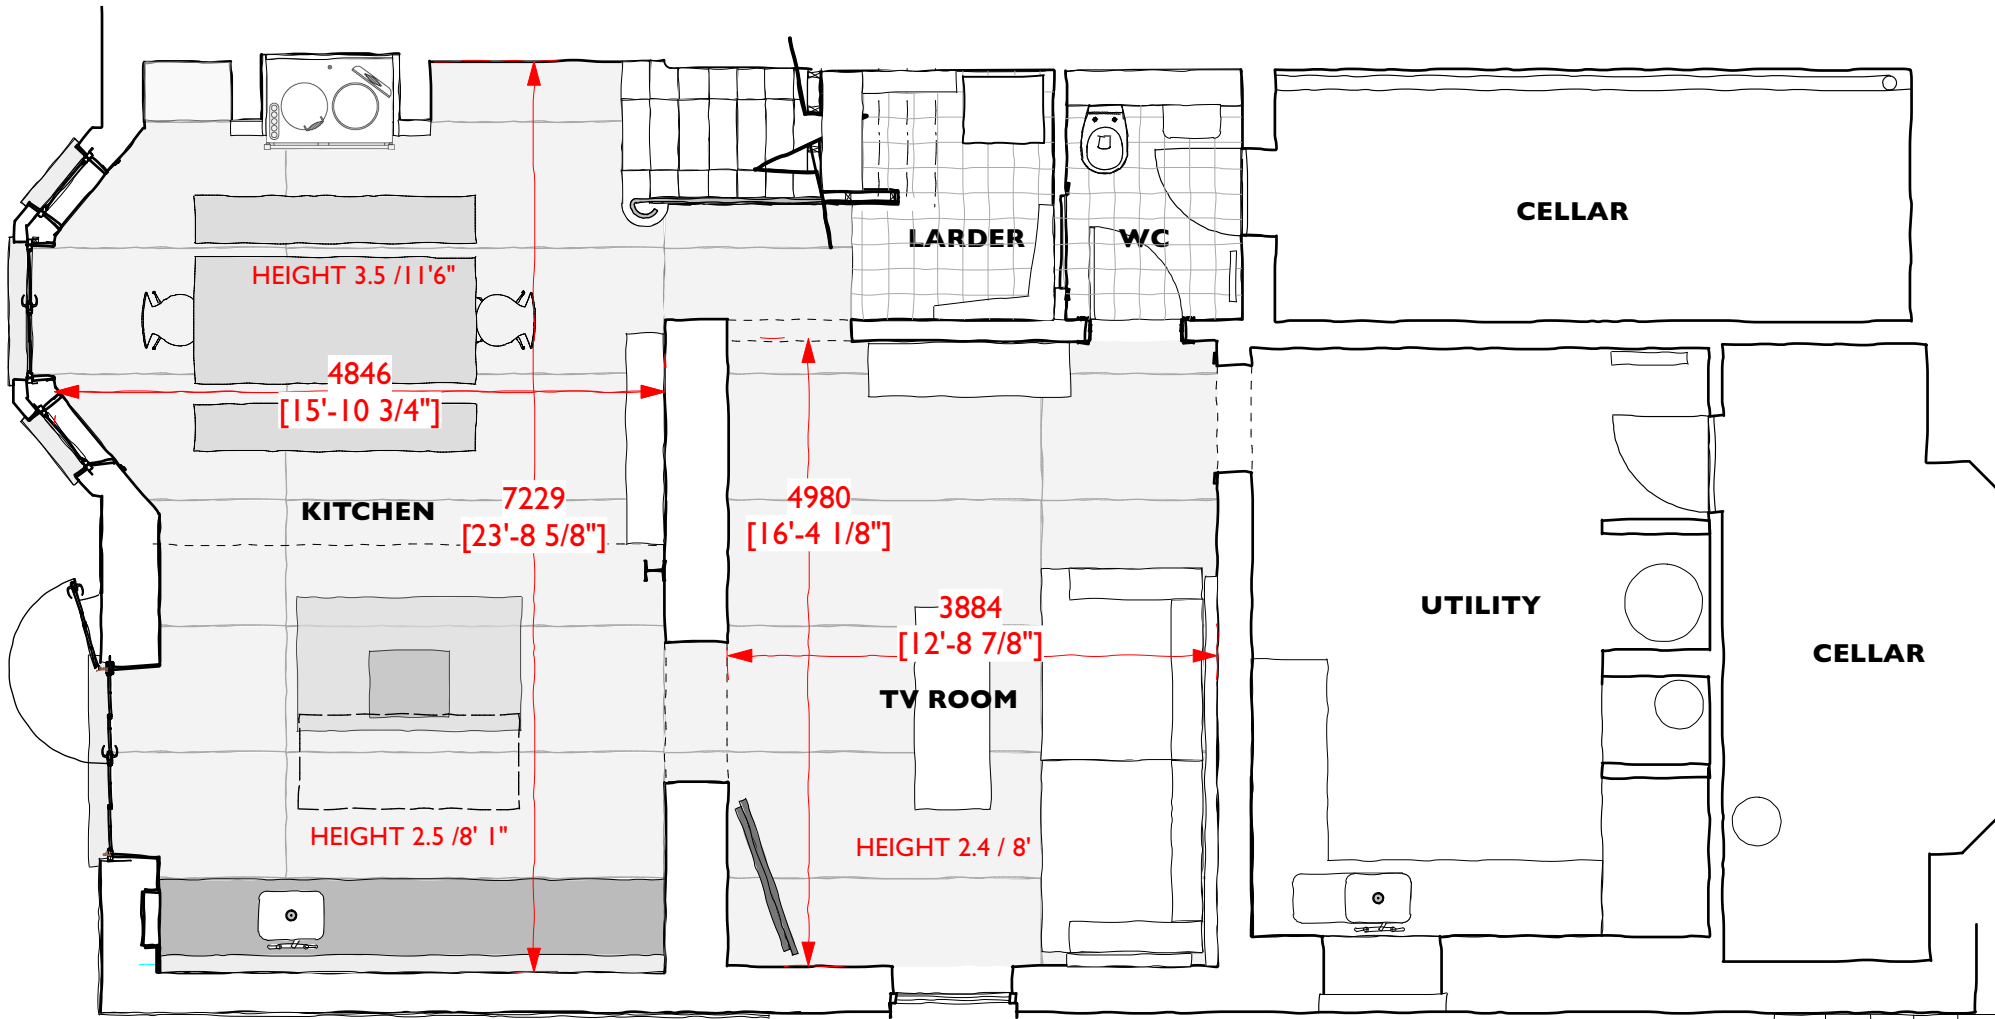 CELLAR
LARDER
WC
HEIGHT 3.5 /11'6"
4846
[15'-10 3/4"]
KITCHEN
7229
[23'-8 5/8"]
4980
[16'-4 1/8"]
3884
[12'-8 7/8"]
UTILITY
CELLAR
TV ROOM
HEIGHT 2.5 /8' 1"
HEIGHT 2.4 / 8'